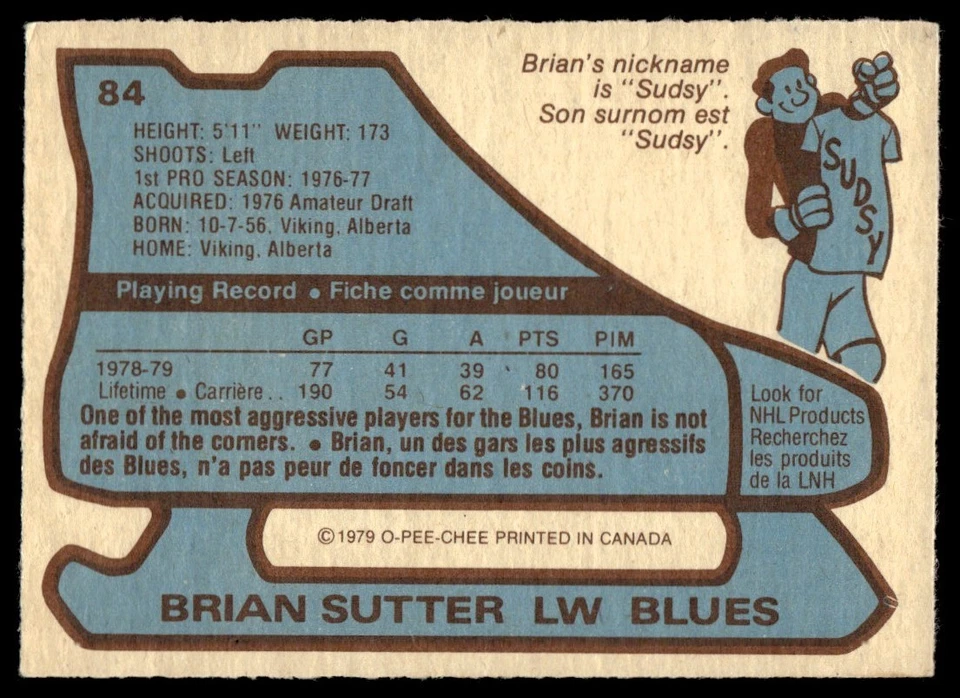 84
HEIGHT: 5'11" WEIGHT: 173
SHOOTS: Left
1st PRO SEASON: 1976-77
ACQUIRED: 1976 Amateur Draft
BORN: 10-7-56, Viking, Alberta
HOME: Viking, Alberta
Brian's nickname
is "Sudsy".
Son surnom est
"Sudsy".
SUDSY
Playing Record • Fiche comme joueur
GP G A PTS PIM
1978-79 77 41 39 80 165
Lifetime • Carrière .. 190 54 62 116 370
One of the most aggressive players for the Blues, Brian is not
afraid of the corners. • Brian, un des gars les plus agressifs
des Blues, n'a pas peur de foncer dans les coins.
Look for
NHL Products
Recherchez
les produits
de la LNH
©1979 O-PEE-CHEE PRINTED IN CANADA
BRIAN SUTTER LW BLUES